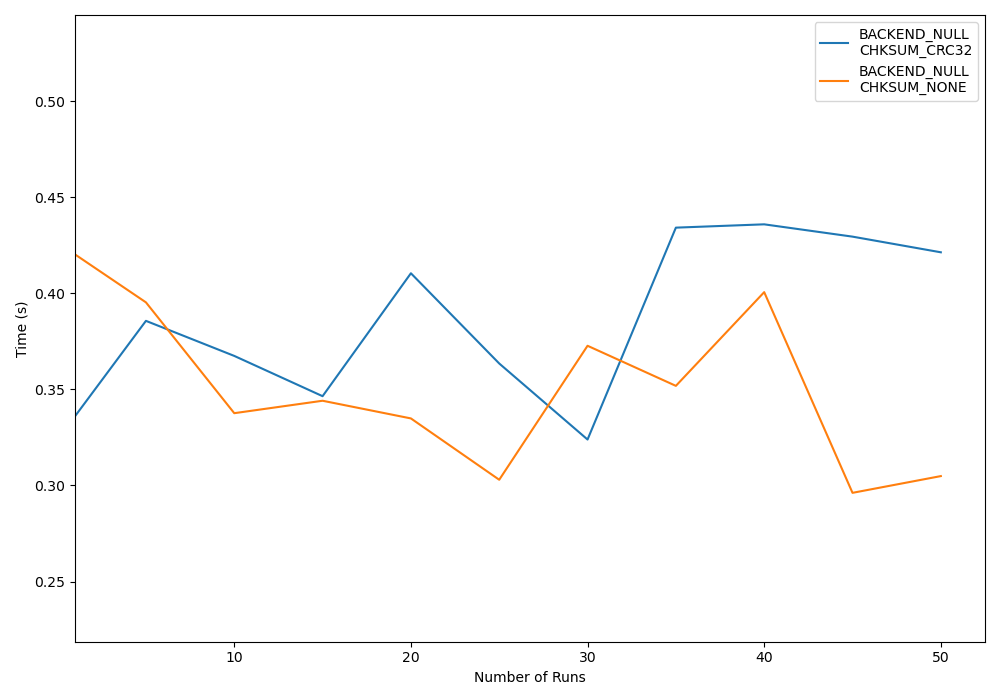 BACKEND_NULL
CHKSUM_CRC32
BACKEND_NULL
CHKSUM_NONE
0.50
0.45
0.40
0.35
0.30
0.25
Time (s)
10 20 30 40 50
Number of Runs